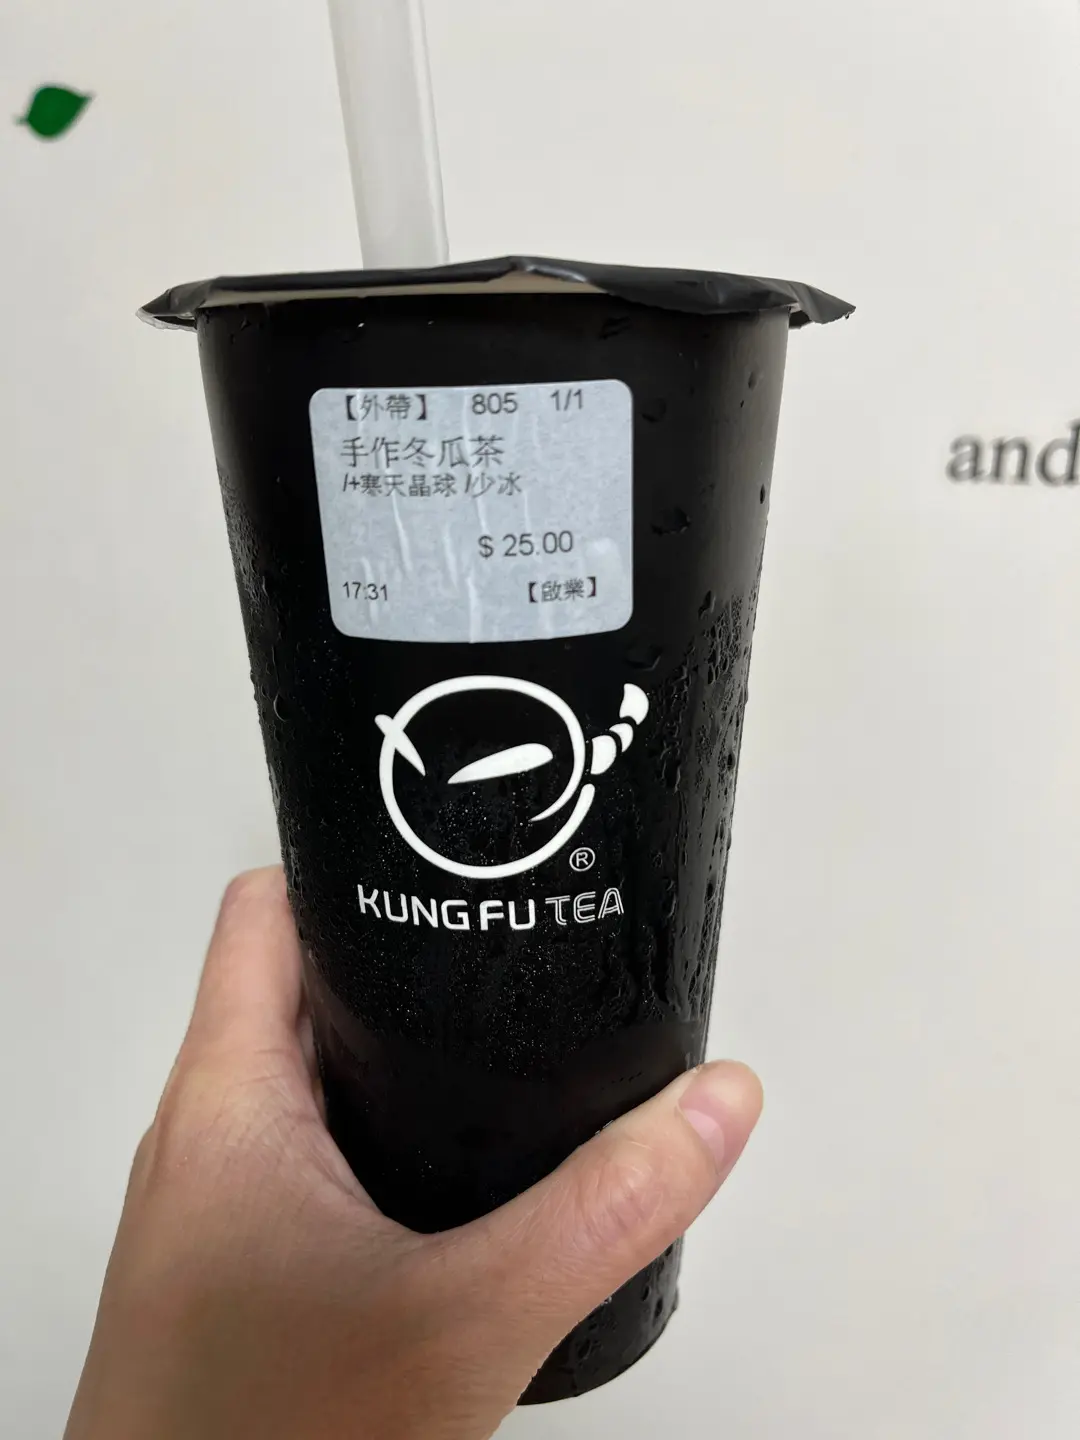 【外帶】 805 1/1
手作冬瓜茶
/+寒天晶球 /少冰
$ 25.00
17:31 【啟業】
®
KUNG FU TEA
and